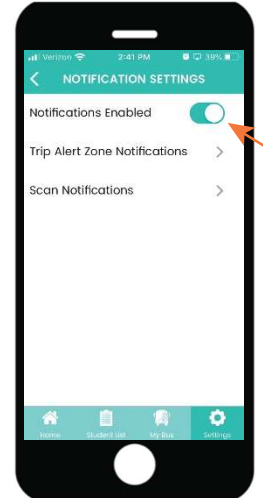 Verizon 2:41 PM 39%
NOTIFICATION SETTINGS
Notifications Enabled
Trip Alert Zone Notifications
Scan Notifications
Home Student List My Bus Settings